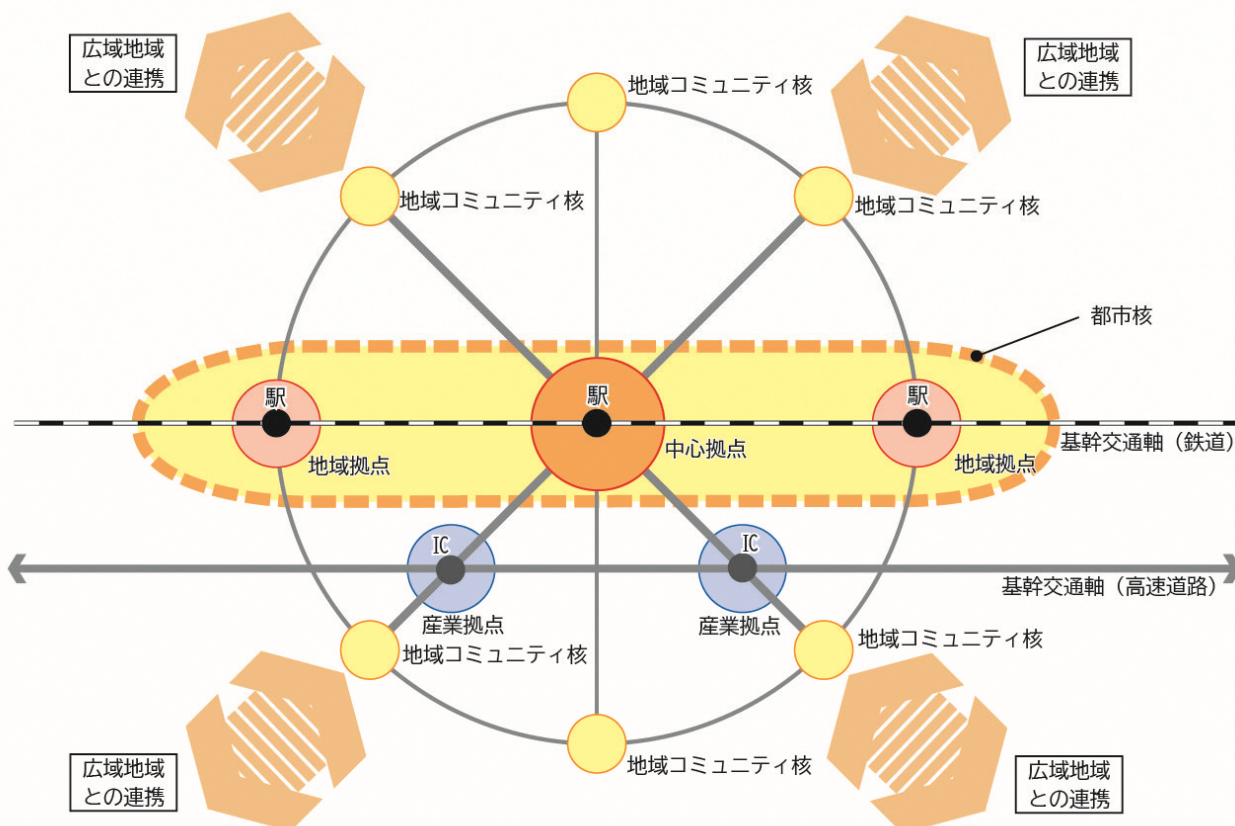 広域地域
との連携
広域地域
との連携
地域コミュニティ核
地域コミュニティ核
地域コミュニティ核
都市核
駅
駅
駅
基幹交通軸（鉄道）
中心拠点
地域拠点
地域拠点
IC
IC
基幹交通軸（高速道路）
産業拠点
産業拠点
地域コミュニティ核
地域コミュニティ核
地域コミュニティ核
広域地域
との連携
広域地域
との連携